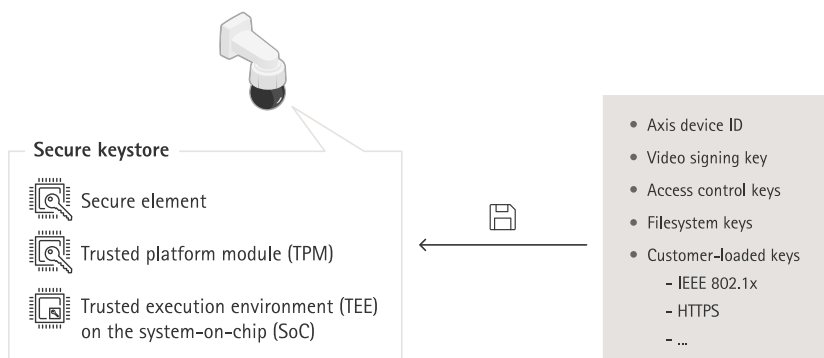 Secure keystore
Secure element
Trusted platform module (TPM)
Trusted execution environment (TEE)
on the system-on-chip (SoC)
• Axis device ID
• Video signing key
• Access control keys
• Filesystem keys
• Customer-loaded keys
- IEEE 802.1x
- HTTPS
- ...